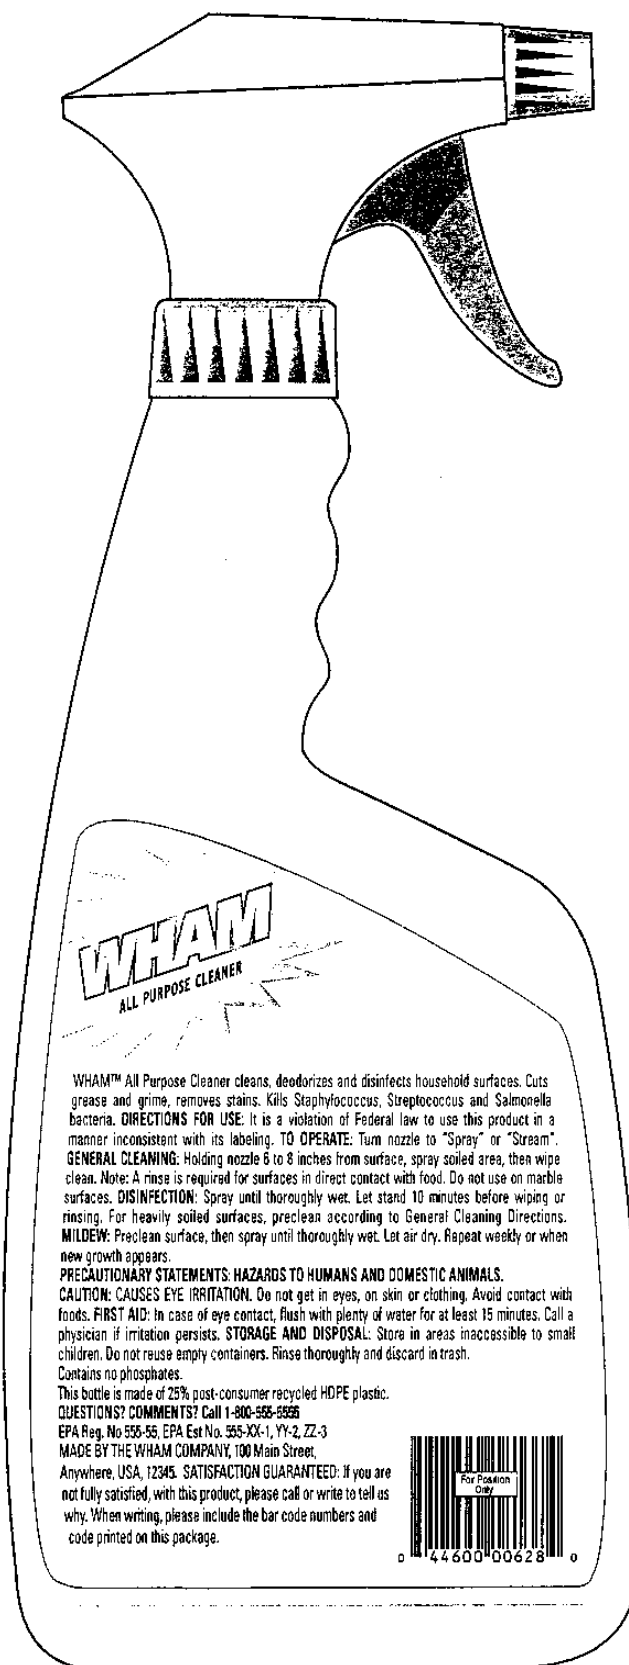 WHAM
ALL PURPOSE CLEANER
WHAM™ All Purpose Cleaner cleans, deodorizes and disinfects household surfaces. Cuts
grease and grime, removes stains. Kills Staphylococcus, Streptococcus and Salmonella
bacteria. DIRECTIONS FOR USE: It is a violation of Federal law to use this product in a
manner inconsistent with its labeling. TO OPERATE: Turn nozzle to "Spray" or "Stream".
GENERAL CLEANING: Holding nozzle 6 to 8 inches from surface, spray soiled area, then wipe
clean. Note: A rinse is required for surfaces in direct contact with food. Do not use on marble
surfaces. DISINFECTION: Spray until thoroughly wet. Let stand 10 minutes before wiping or
rinsing. For heavily soiled surfaces, preclean according to General Cleaning Directions.
MILDEW: Preclean surface, then spray until thoroughly wet. Let air dry. Repeat weekly or when
new growth appears.
PRECAUTIONARY STATEMENTS: HAZARDS TO HUMANS AND DOMESTIC ANIMALS.
CAUTION: CAUSES EYE IRRITATION. Do not get in eyes, on skin or clothing. Avoid contact with
foods. FIRST AID: In case of eye contact, flush with plenty of water for at least 15 minutes. Call a
physician if irritation persists. STORAGE AND DISPOSAL: Store in areas inaccessible to small
children. Do not reuse empty containers. Rinse thoroughly and discard in trash.
Contains no phosphates.
This bottle is made of 25% post-consumer recycled HDPE plastic.
QUESTIONS? COMMENTS? Call 1-800-555-5555
EPA Reg. No 555-55, EPA Est No. 555-XX-1, YY-2, ZZ-3
MADE BY THE WHAM COMPANY, 100 Main Street,
Anywhere, USA, 12345. SATISFACTION GUARANTEED: If you are
not fully satisfied, with this product, please call or write to tell us
why. When writing, please include the bar code numbers and
code printed on this package.
For Position
Only
0 44600 00628 0